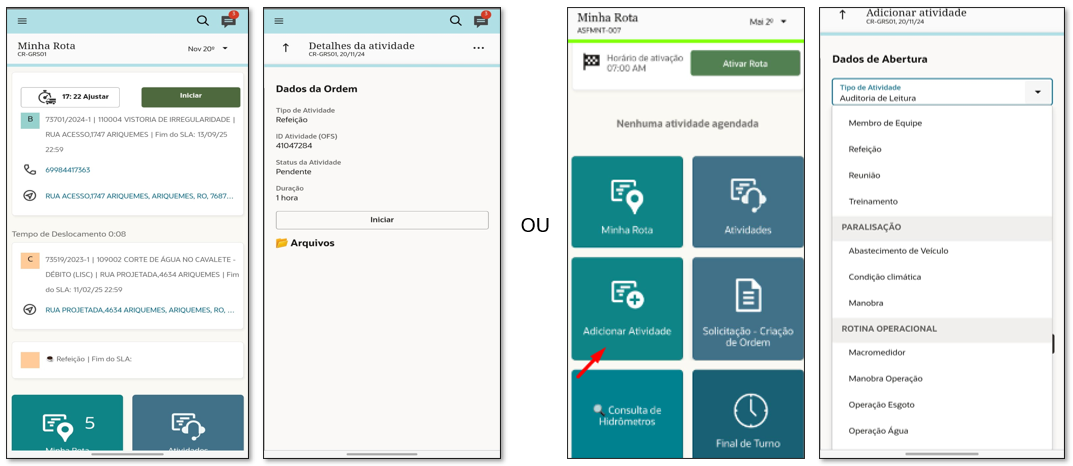 Minha Rota
CR-GRS01
Nov 20º
17: 22 Ajustar
Iniciar
B
73701/2024-1 | 110004 VISTORIA DE IRREGULARIDADE |
RUA ACESSO,1747 ARIQUEMES | Fim do SLA: 13/09/25
22:59
69984417363
RUA ACESSO,1747 ARIQUEMES, ARIQUEMES, RO, 7687...
Tempo de Deslocamento 0:08
C
73519/2023-1 | 109002 CORTE DE ÁGUA NO CAVALETE -
DÉBITO (LISC) | RUA PROJETADA,4634 ARIQUEMES | Fim
do SLA: 11/02/25 22:59
RUA PROJETADA,4634 ARIQUEMES, ARIQUEMES, RO, ...
Refeição | Fim do SLA:
5
Minha Rota
Atividades
Detalhes da atividade
CR-GRS01, 20/11/24
...
Dados da Ordem
Tipo de Atividade
Refeição
ID Atividade (OFS)
41047284
Status da Atividade
Pendente
Duração
1 hora
Iniciar
Arquivos
OU
Minha Rota
ASFMNT-007
Mai 2º
Horário de ativação
07:00 AM
Ativar Rota
Nenhuma atividade agendada
Minha Rota
Atividades
Adicionar Atividade
Solicitação - Criação
de Ordem
Consulta de
Hidrômetros
Final de Turno
Adicionar atividade
CR-GRS01, 20/11/24
Dados de Abertura
Tipo de Atividade
Auditoria de Leitura
Membro de Equipe
Refeição
Reunião
Treinamento
PARALISAÇÃO
Abastecimento de Veículo
Condição climática
Manobra
ROTINA OPERACIONAL
Macromedidor
Manobra Operação
Operação Esgoto
Operação Água